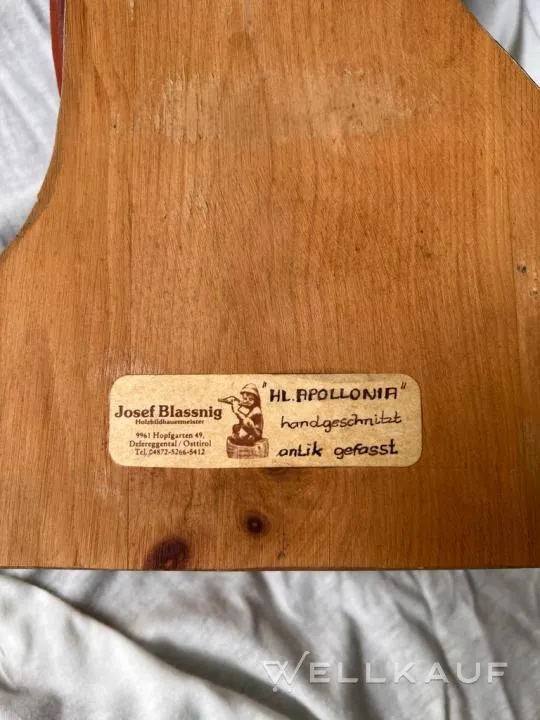 Josef Blassnig
Holzbildhauermeister
9961 Hopfgarten 49,
Defereggental / Osttirol
Tel. 04872-5266-5412
"HL. APOLLONIA"
handgeschnitzt
antik gefasst
WELLKAUF